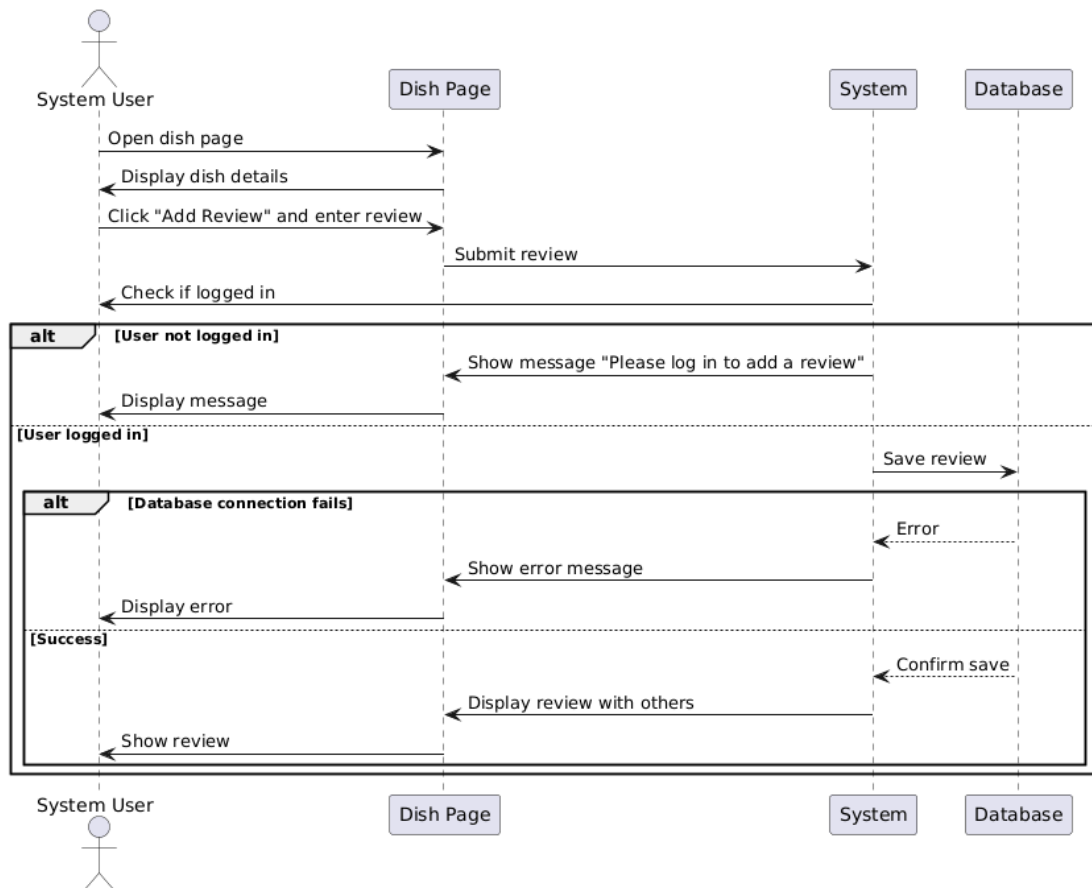 System User
Dish Page
System
Database
Open dish page
Display dish details
Click "Add Review" and enter review
Submit review
Check if logged in
alt [User not logged in]
Show message "Please log in to add a review"
Display message
[User logged in]
Save review
alt [Database connection fails]
Error
Show error message
Display error
[Success]
Confirm save
Display review with others
Show review
System User
Dish Page
System
Database